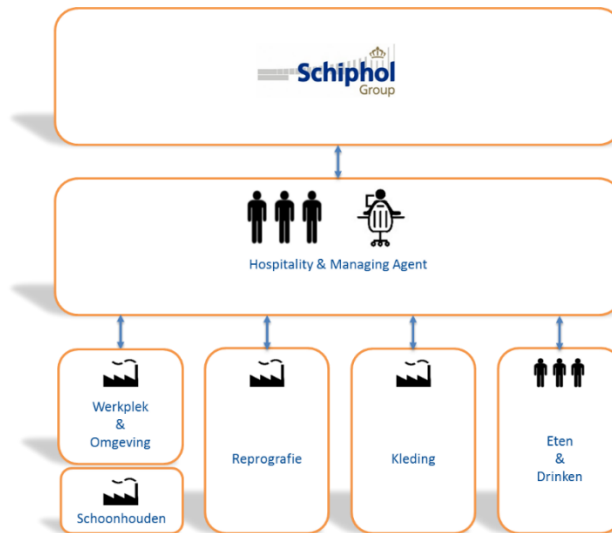 Schiphol
Group
Hospitality & Managing Agent
Werkplek
&
Omgeving
Schoonhouden
Reprografie
Kleding
Eten
&
Drinken